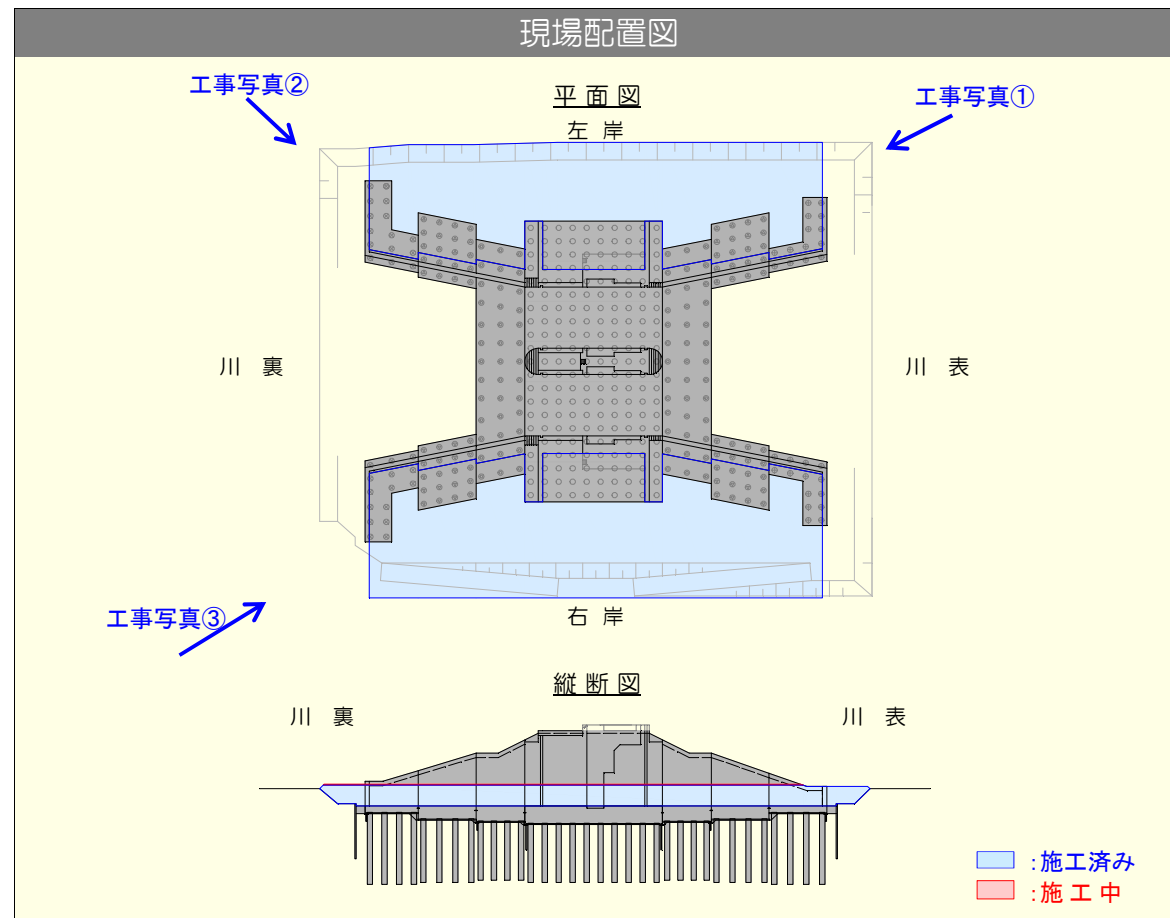 現場配置図
工事写真②
平面図
工事写真①
左 岸
川 裏
川 表
工事写真③
右 岸
縦断図
川 裏
川 表
:施工済み
:施 工 中